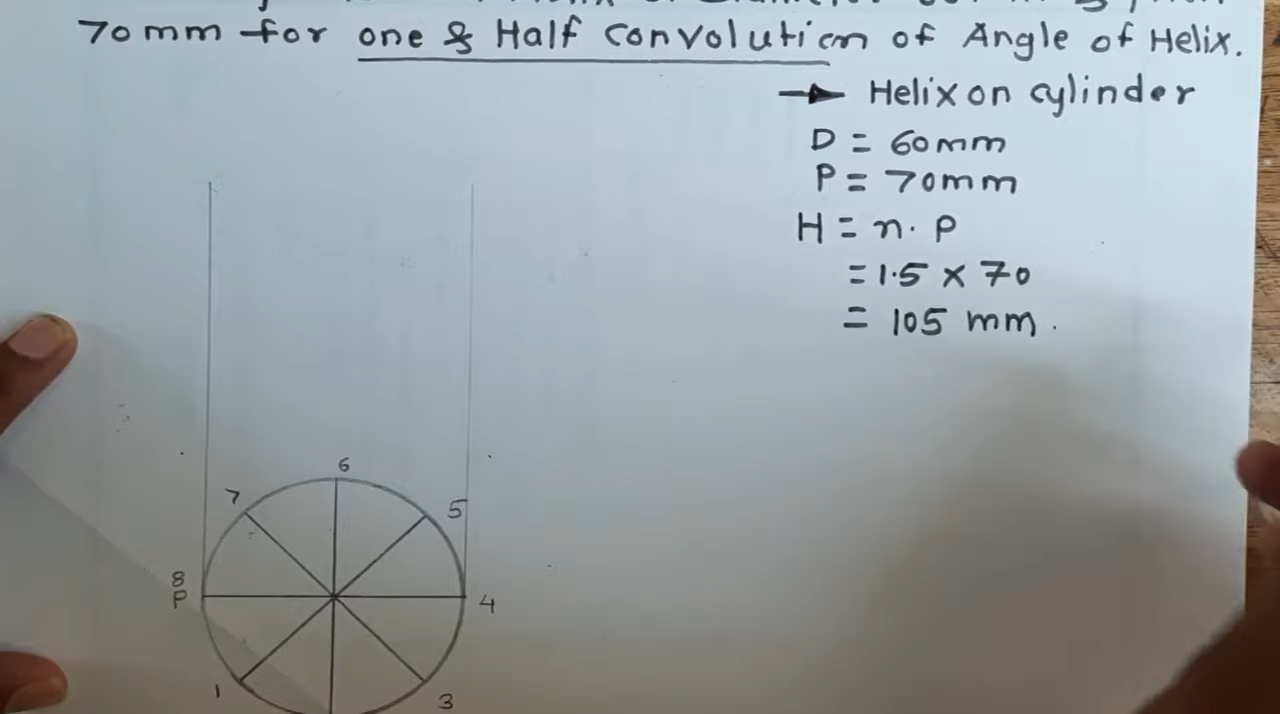 70mm for one & Half convolution of Angle of Helix.
→ Helix on cylinder
D = 60mm
P = 70mm
H = n. P
= 1.5 x 70
= 105 mm.
6
7
5
8
P
4
1
3